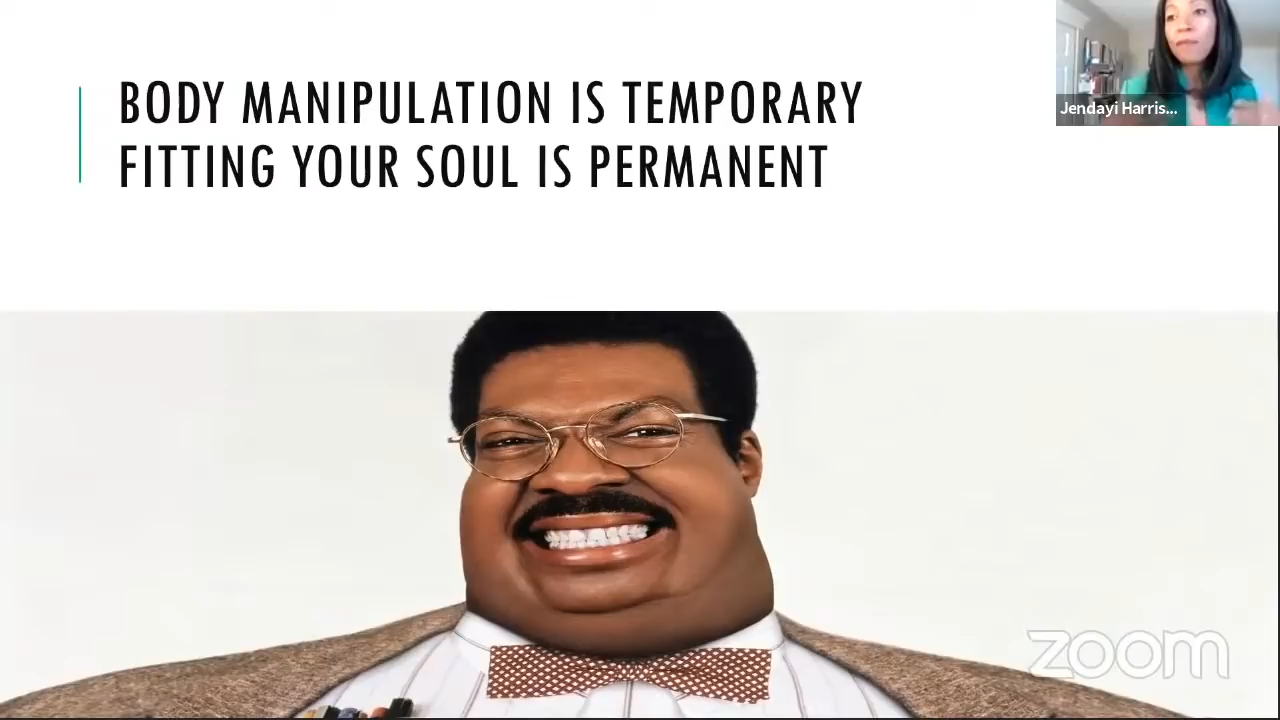 BODY MANIPULATION IS TEMPORARY
FITTING YOUR SOUL IS PERMANENT
Jendayi Harris...
zoom